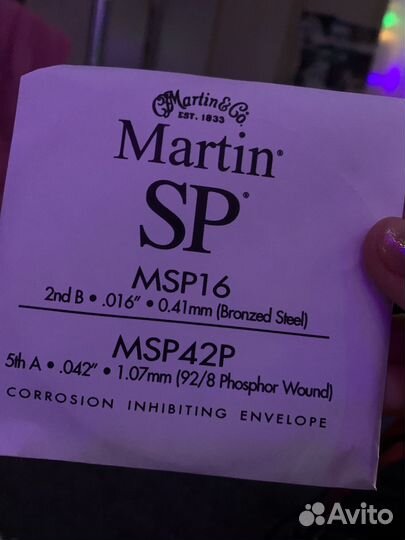 Martin & Co.
EST. 1833
Martin®
SP®
MSP16
2nd B • .016" • 0.41mm (Bronzed Steel)
MSP42P
5th A • .042" • 1.07mm (92/8 Phosphor Wound)
CORROSION INHIBITING ENVELOPE
Avito